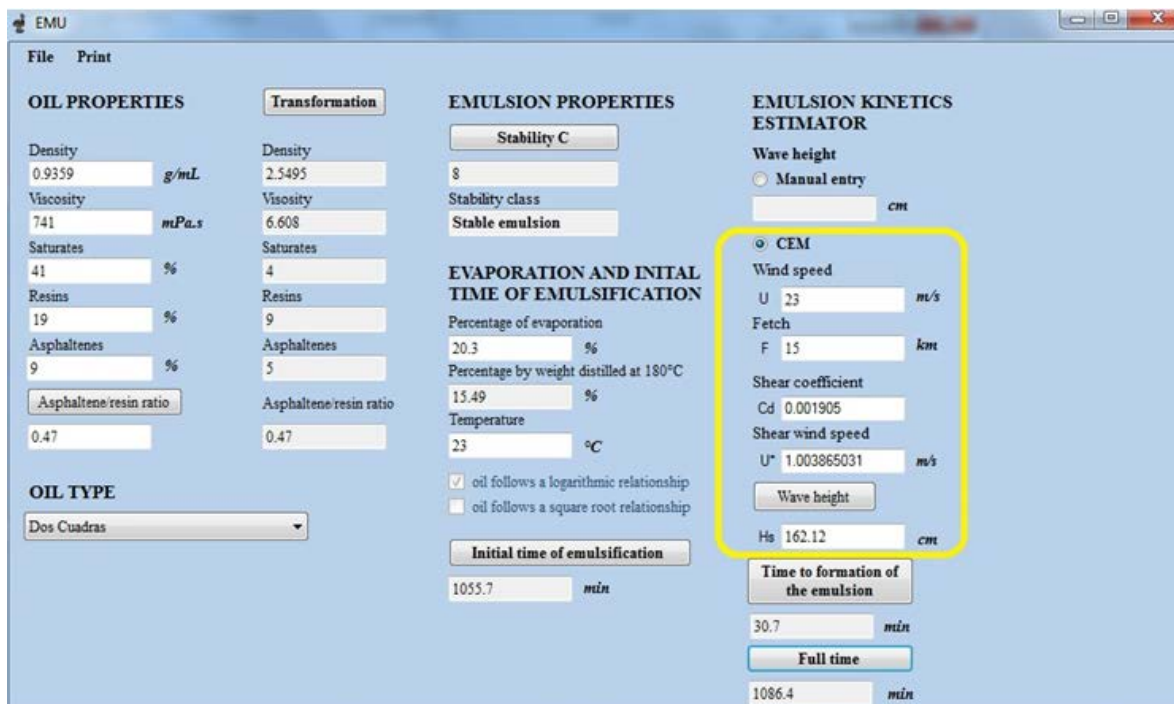 EMU
File Print
OIL PROPERTIES
Transformation
Density
0.9359 g/mL
Viscosity
741 mPa.s
Saturates
41 %
Resins
19 %
Asphaltenes
9 %
Asphaltene/resin ratio
0.47
Density
2.5495
Visosity
6.608
Saturates
4
Resins
9
Asphaltenes
5
Asphaltene/resin ratio
0.47
OIL TYPE
Dos Cuadras
EMULSION PROPERTIES
Stability C
8
Stability class
Stable emulsion
EVAPORATION AND INITAL
TIME OF EMULSIFICATION
Percentage of evaporation
20.3 %
Percentage by weight distilled at 180°C
15.49 %
Temperature
23 °C
oil follows a logarithmic relationship
oil follows a square root relationship
Initial time of emulsification
1055.7 min
EMULSION KINETICS
ESTIMATOR
Wave height
Manual entry
cm
CEM
Wind speed
U 23 m/s
Fetch
F 15 km
Shear coefficient
Cd 0.001905
Shear wind speed
U* 1.003865031 m/s
Wave height
Hs 162.12 cm
Time to formation of
the emulsion
30.7 min
Full time
1086.4 min